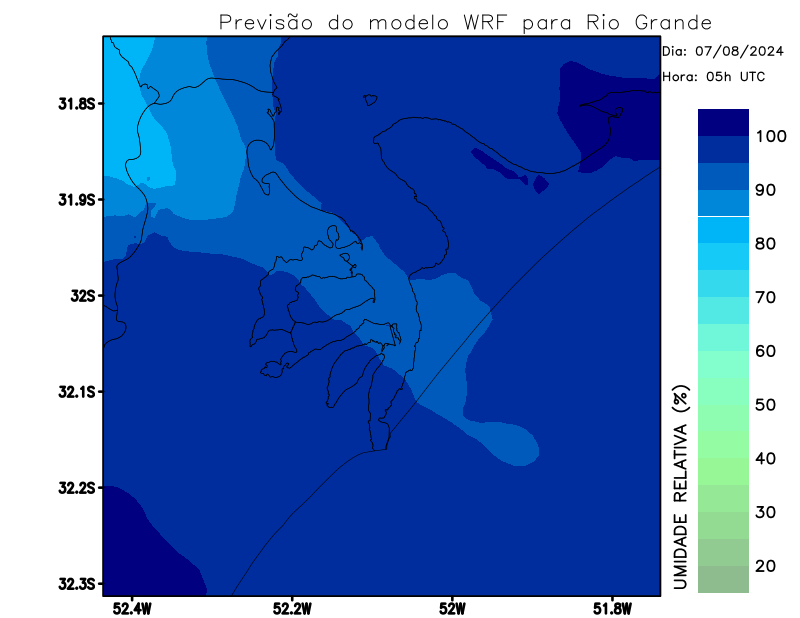 Previsão do modelo WRF para Rio Grande
Dia: 07/08/2024
Hora: 05h UTC
31.8S
31.9S
32S
32.1S
32.2S
32.3S
52.4W
52.2W
52W
51.8W
UMIDADE RELATIVA (%)
100
90
80
70
60
50
40
30
20